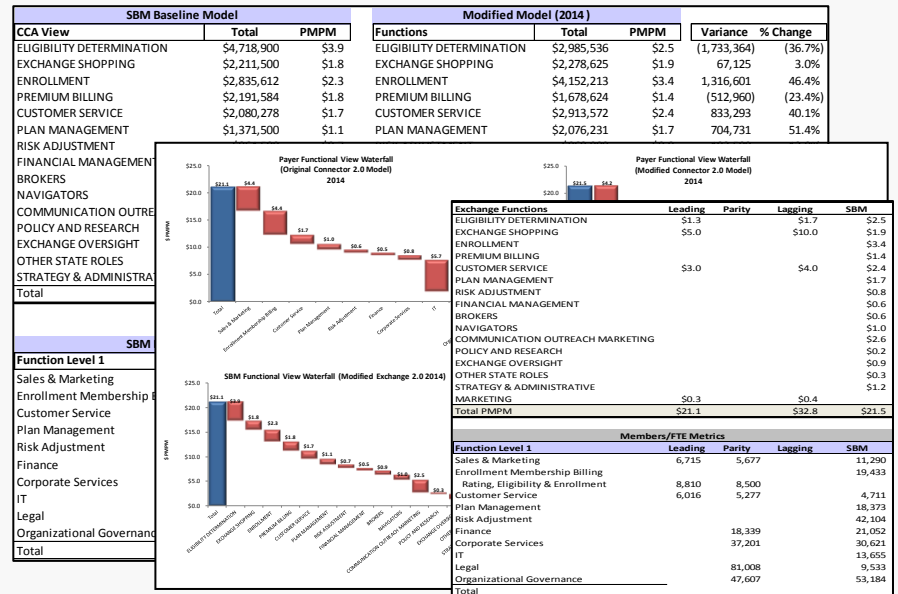 SBM Baseline Model Modified Model (2014)
CCA View Total PMPM Functions Total PMPM Variance % Change
ELIGIBILITY DETERMINATION $4,718,900 $3.9 ELIGIBILITY DETERMINATION $2,985,536 $2.5 (1,733,364) (36.7%)
EXCHANGE SHOPPING $2,211,500 $1.8 EXCHANGE SHOPPING $2,278,625 $1.9 67,125 3.0%
ENROLLMENT $2,835,612 $2.3 ENROLLMENT $4,152,213 $3.4 1,316,601 46.4%
PREMIUM BILLING $2,191,584 $1.8 PREMIUM BILLING $1,678,624 $1.4 (512,960) (23.4%)
CUSTOMER SERVICE $2,080,278 $1.7 CUSTOMER SERVICE $2,913,572 $2.4 833,293 40.1%
PLAN MANAGEMENT $1,371,500 $1.1 PLAN MANAGEMENT $2,076,231 $1.7 704,731 51.4%
RISK ADJUSTMENT
FINANCIAL MANAGEMENT
BROKERS
NAVIGATORS
COMMUNICATION OUTRE
POLICY AND RESEARCH
EXCHANGE OVERSIGHT
OTHER STATE ROLES
STRATEGY & ADMINISTRAT
Total
SBM
Function Level 1
Sales & Marketing
Enrollment Membership B
Customer Service
Plan Management
Risk Adjustment
Finance
Corporate Services
IT
Legal
Organizational Governanc
Total
Payer Functional View Waterfall
(Original Connector 2.0 Model)
2014
$25.0
$20.0
$15.0
$10.0
$5.0
$0.0
$ PMPM
$21.1 $4.4 $4.4 $1.7 $1.0 $0.6 $0.5 $0.8 $5.7
Total
Sales & Marketing
Enrollment Membership Billing
Customer Service
Plan Management
Risk Adjustment
Finance
Corporate Services
IT
Payer Functional View Waterfall
(Modified Connector 2.0 Model)
2014
$25.0
$20.0
$21.5 $4.2
SBM Functional View Waterfall (Modified Exchange 2.0 2014)
$25.0
$20.0
$15.0
$10.0
$5.0
$0.0
$ PMPM
$21.1 $3.9 $1.8 $2.3 $1.8 $1.7 $1.1 $0.7 $0.5 $0.9 $1.0 $2.5 $0.3
Total
ELIGIBILITY DETERMINATION
EXCHANGE SHOPPING
ENROLLMENT
PREMIUM BILLING
CUSTOMER SERVICE
PLAN MANAGEMENT
RISK ADJUSTMENT
FINANCIAL MANAGEMENT
BROKERS
NAVIGATORS
COMMUNICATION OUTREACH MARKETING
POLICY AND RESEARCH
Exchange Functions Leading Parity Lagging SBM
ELIGIBILITY DETERMINATION $1.3 $1.7 $2.5
EXCHANGE SHOPPING $5.0 $10.0 $1.9
ENROLLMENT $3.4
PREMIUM BILLING $1.4
CUSTOMER SERVICE $3.0 $4.0 $2.4
PLAN MANAGEMENT $1.7
RISK ADJUSTMENT $0.8
FINANCIAL MANAGEMENT $0.6
BROKERS $0.6
NAVIGATORS $1.0
COMMUNICATION OUTREACH MARKETING $2.6
POLICY AND RESEARCH $0.2
EXCHANGE OVERSIGHT $0.9
OTHER STATE ROLES $0.3
STRATEGY & ADMINISTRATIVE $1.2
MARKETING $0.3 $0.4
Total PMPM $21.1 $32.8 $21.5
Members/FTE Metrics
Function Level 1 Leading Parity Lagging SBM
Sales & Marketing 6,715 5,677 11,290
Enrollment Membership Billing 19,433
Rating, Eligibility & Enrollment 8,810 8,500
Customer Service 6,016 5,277 4,711
Plan Management 18,373
Risk Adjustment 42,104
Finance 18,339 21,052
Corporate Services 37,201 30,621
IT 13,655
Legal 81,008 9,533
Organizational Governance 47,607 53,184
Total